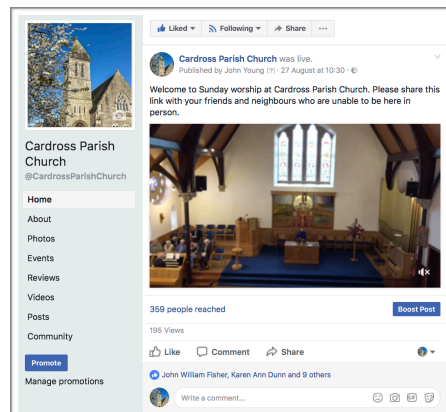 Liked
Following
Share
Cardross Parish Church was live.
Published by John Young [?] · 27 August at 10:30 ·
Welcome to Sunday worship at Cardross Parish Church. Please share this
link with your friends and neighbours who are unable to be here in
person.
Cardross Parish
Church
@CardrossParishChurch
Home
About
Photos
Events
Reviews
Videos
Posts
Community
Promote
Manage promotions
359 people reached
Boost Post
195 Views
Like
Comment
Share
John William Fisher, Karen Ann Dunn and 9 others
Write a comment...
GIF